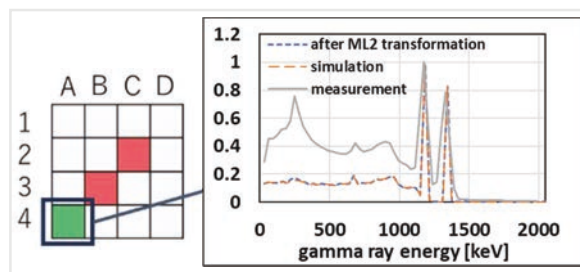 A B C D
1
2
3
4
1.2
1
0.8
0.6
0.4
0.2
0
after ML2 transformation
simulation
measurement
0 500 1000 1500 2000
gamma ray energy [keV]